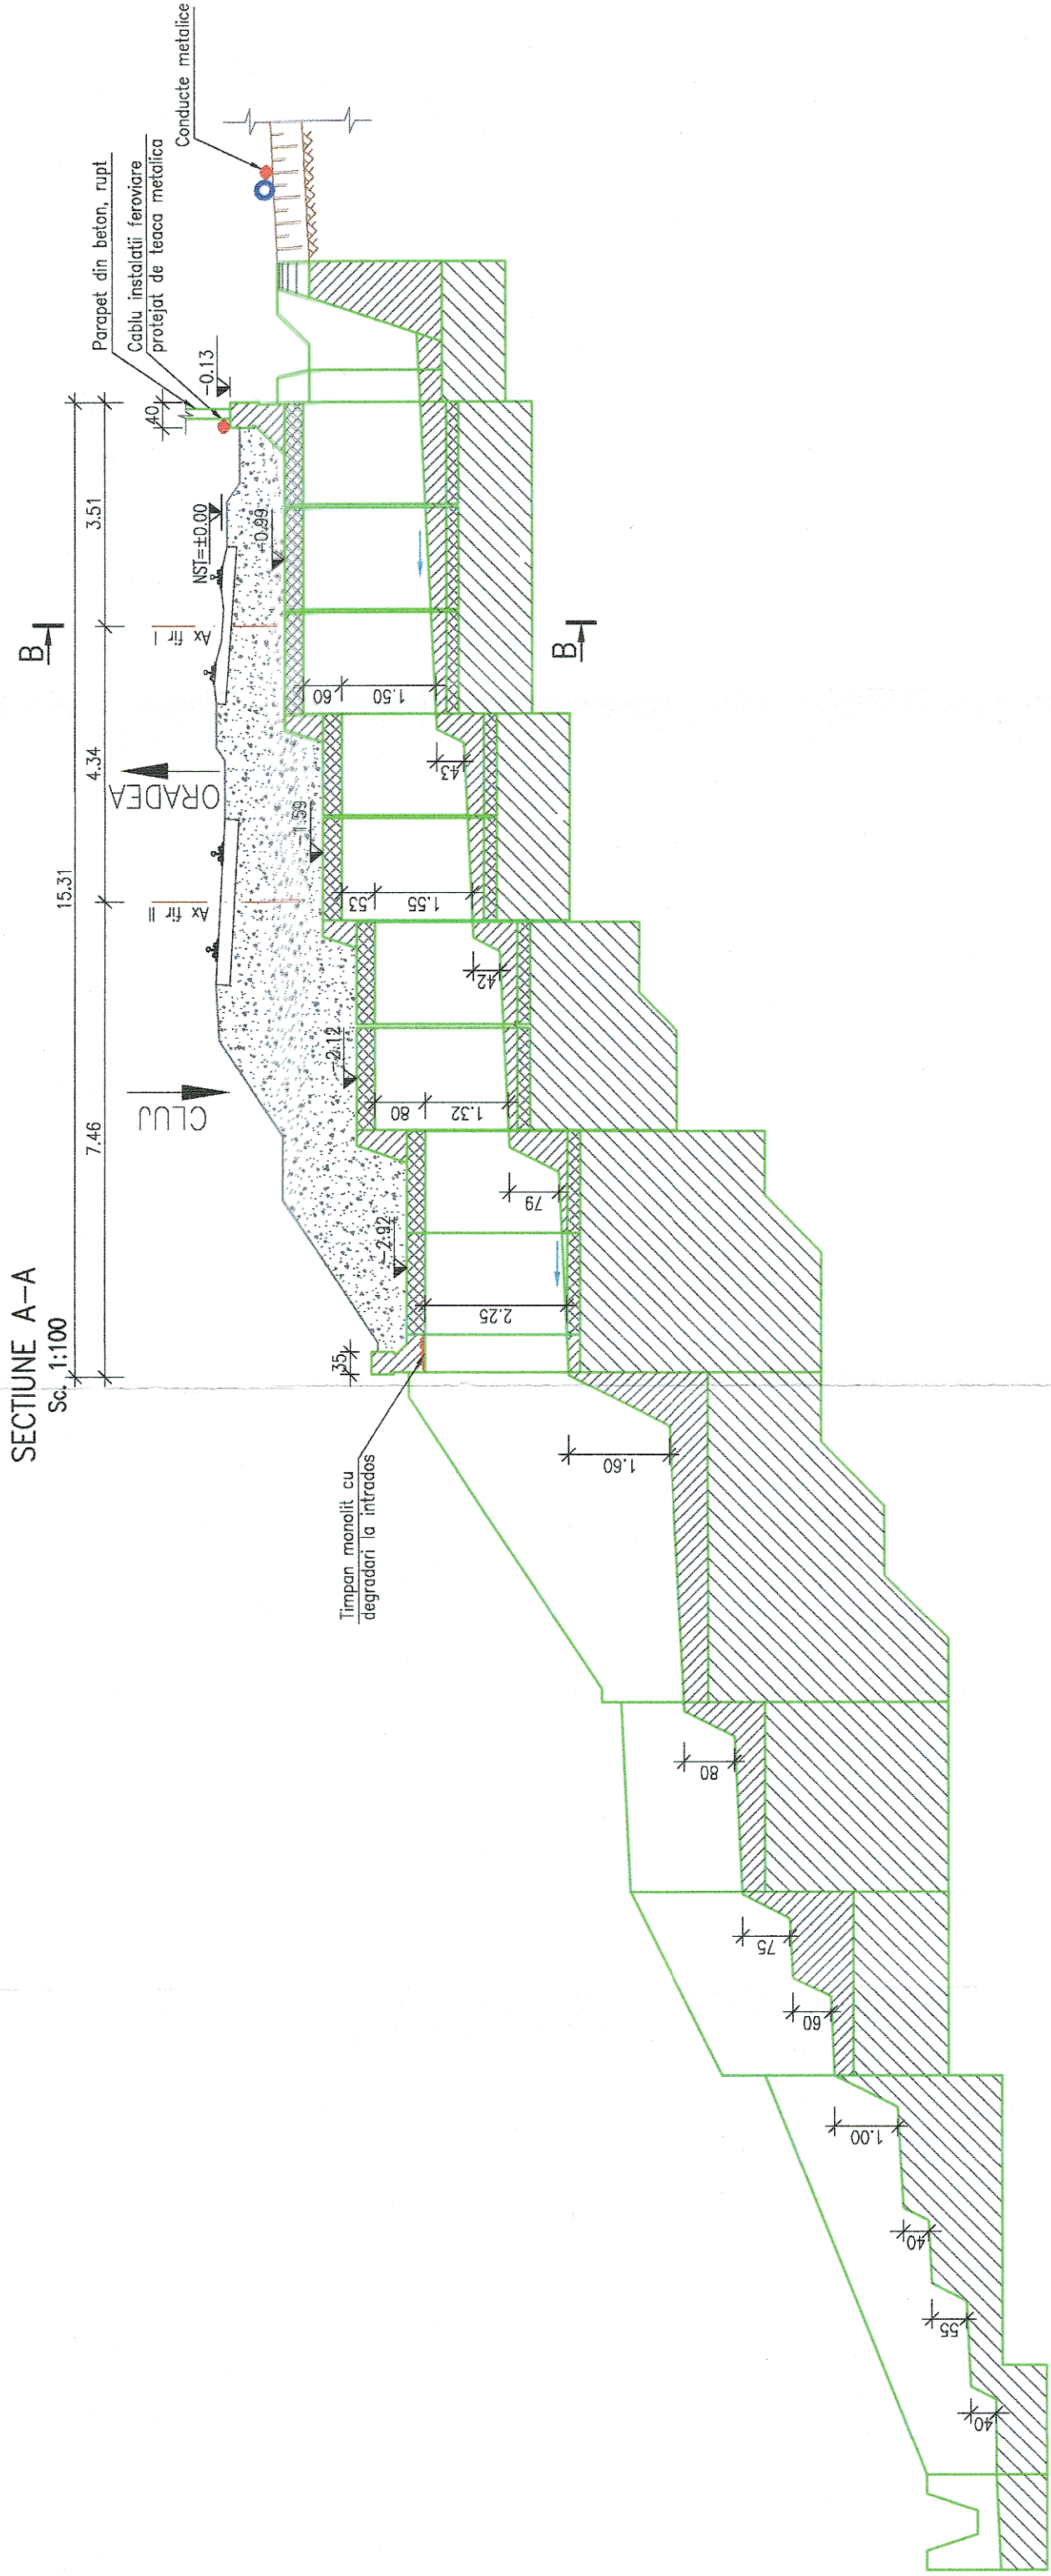 SECTIUNE A-A
Sc. 1:100
15.31
7.46
4.34
3.51
40
35
B
B
CLUJ
ORADEA
Ax fir II
Ax fir I
NST=±0.00
-0.13
Parapet din beton, rupt
Cablu instalatii feroviare
protejat de teaca metalica
Conducte metalice
Timpan monolit cu
degradari la intrados
-2.92
-2.12
-1.59
-0.99
2.25
80
1.32
53
1.55
60
1.50
79
42
43
1.60
80
75
60
1.00
40
55
40